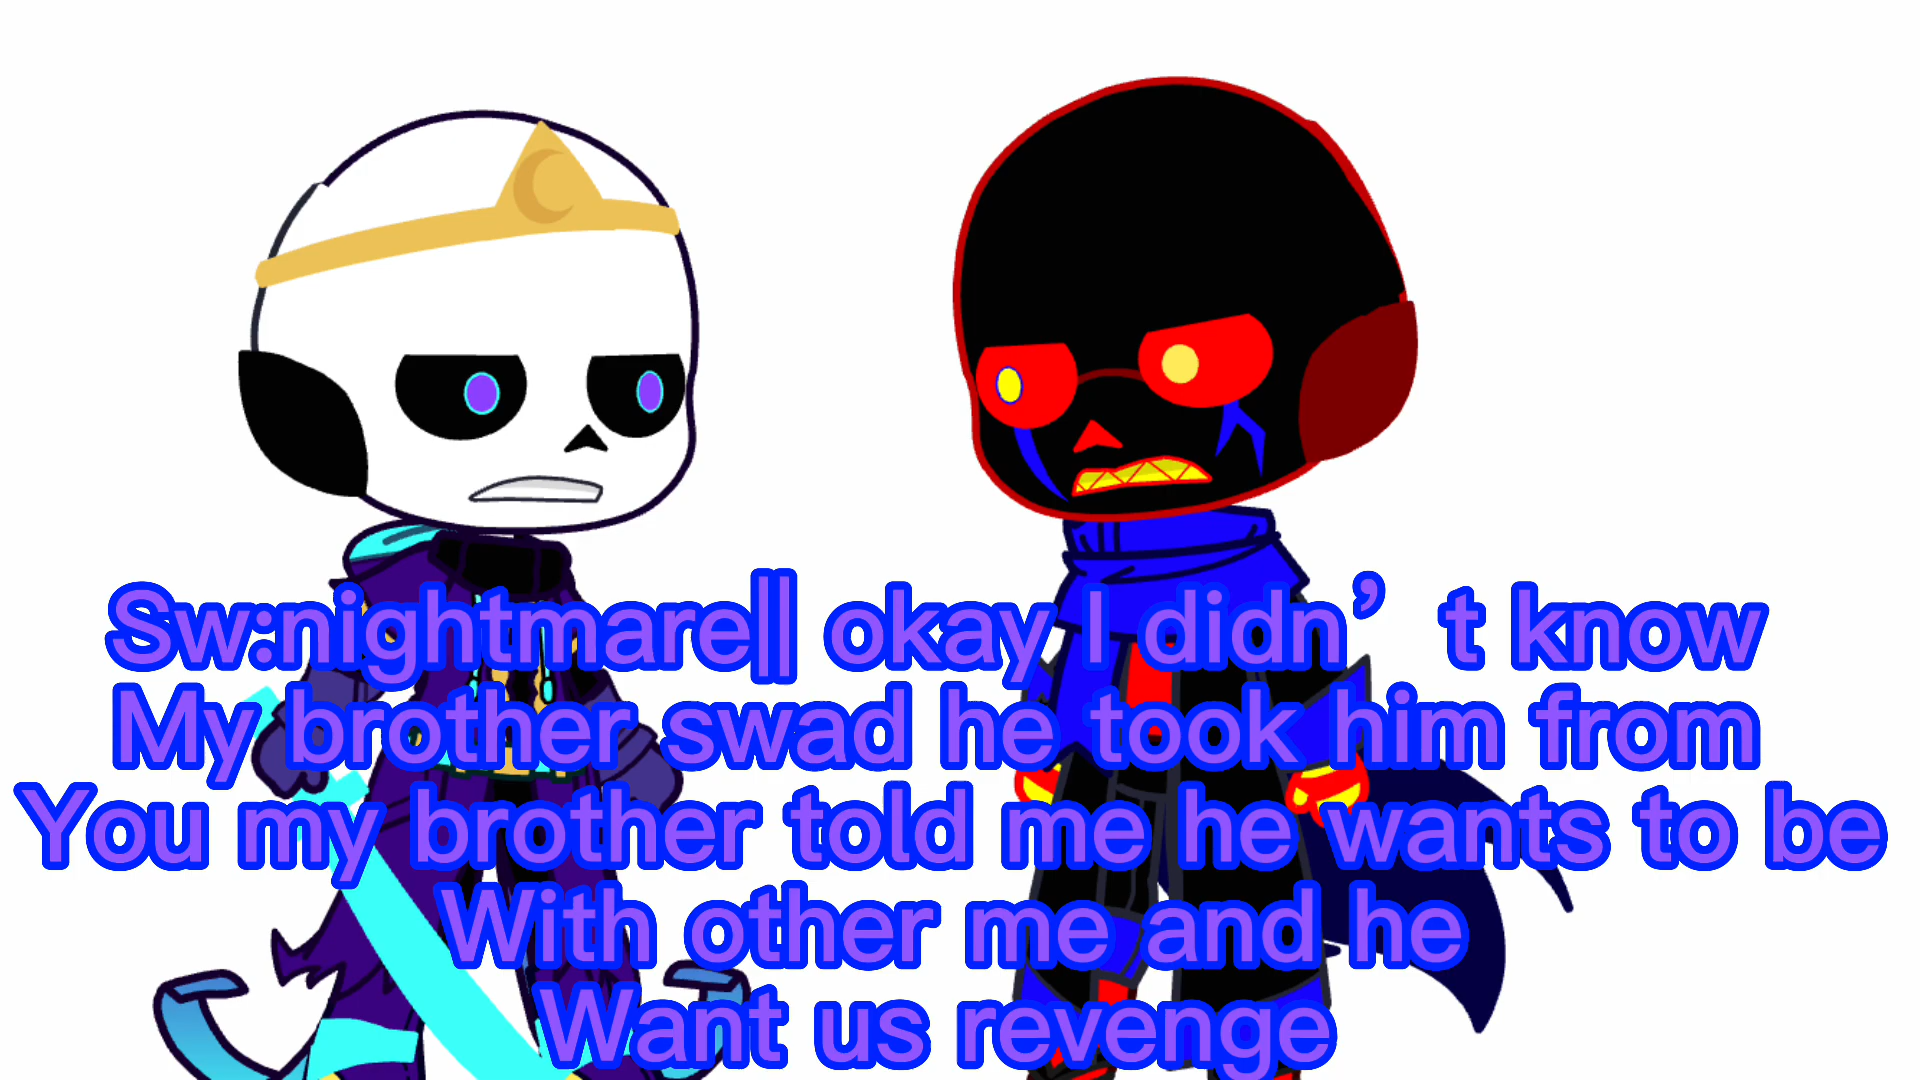 Sw:nightmare|| okay I didn’t know
My brother swad he took him from
You my brother told me he wants to be
With other me and he
Want us revenge